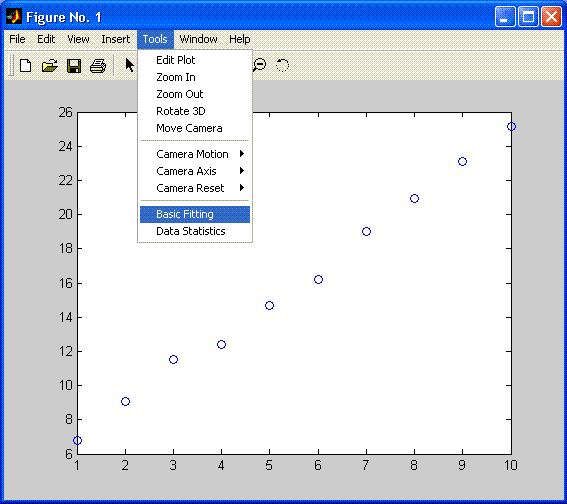 Figure No. 1
File Edit View Insert Tools Window Help
Edit Plot
Zoom In
Zoom Out
Rotate 3D
Move Camera
Camera Motion
Camera Axis
Camera Reset
Basic Fitting
Data Statistics
26
24
22
20
18
16
14
12
10
8
6
1 2 3 4 5 6 7 8 9 10